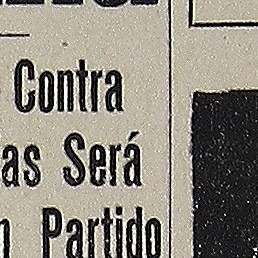 Contra
as Será
Partido